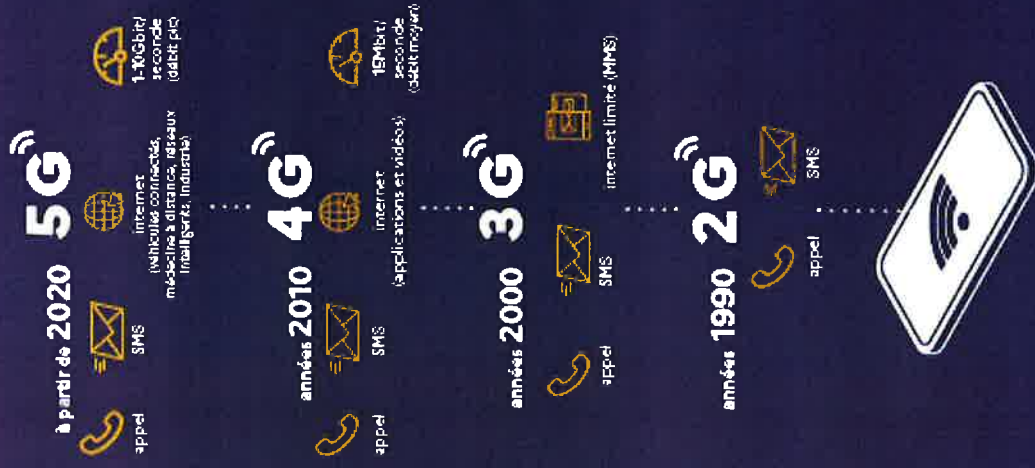 à partir de 2020 5G
appel
SMS
internet
(véhicules connectés,
médecine à distance, réseaux
intelligents, industrie)
1-10Gbit/
seconde
(débit pic)
années 2010 4G
appel
SMS
internet
(applications et vidéos)
15Mbit/
seconde
(débit moyen)
années 2000 3G
appel
SMS
internet limité (MMS)
années 1990 2G
appel
SMS